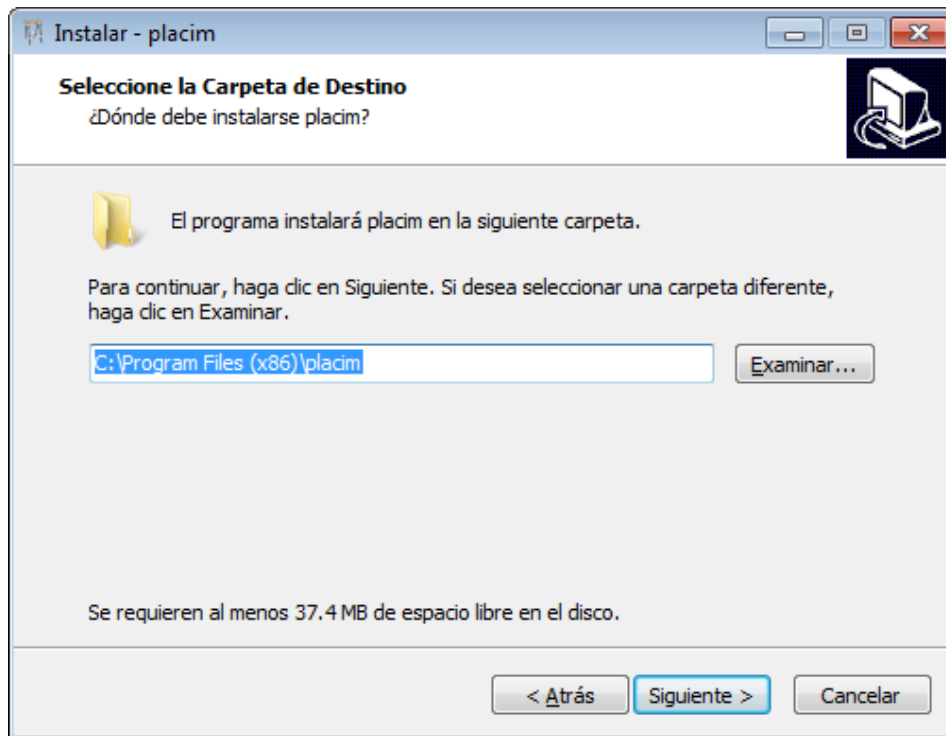 Instalar - placim
Seleccione la Carpeta de Destino
¿Dónde debe instalarse placim?
El programa instalará placim en la siguiente carpeta.
Para continuar, haga clic en Siguiente. Si desea seleccionar una carpeta diferente,
haga clic en Examinar.
C:\Program Files (x86)\placim
Examinar...
Se requieren al menos 37.4 MB de espacio libre en el disco.
< Atrás
Siguiente >
Cancelar